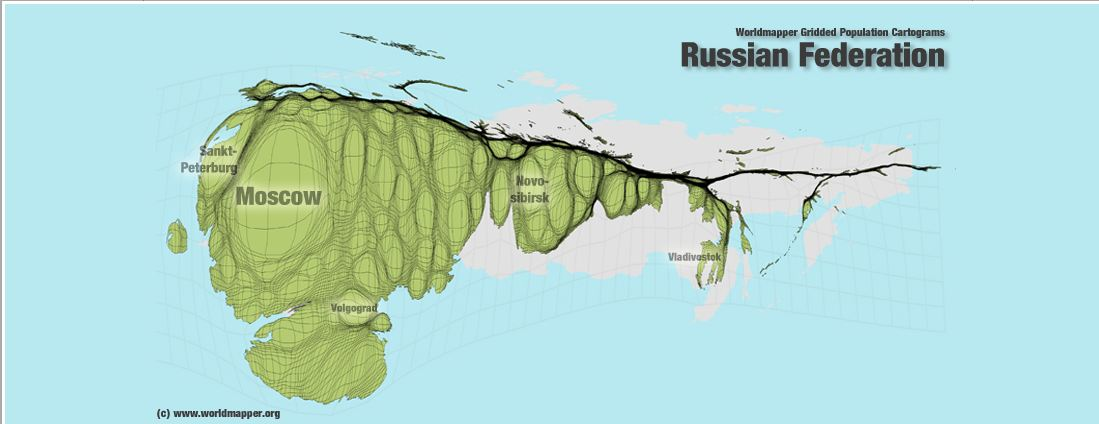 Worldmapper Gridded Population Cartograms
Russian Federation
Sankt-
Peterburg
Moscow
Novo-
sibirsk
Vladivostok
Volgograd
(c) www.worldmapper.org